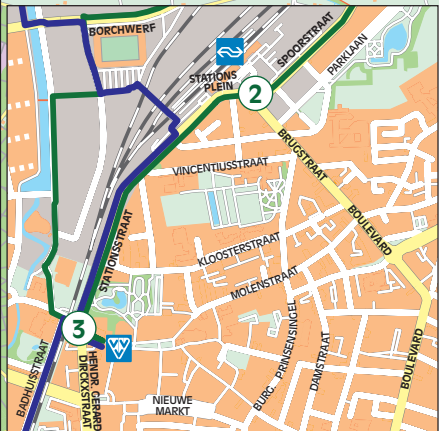 BORCHWERF
SPOORSTRAAT
PARKLAAN
STATIONS
PLEIN
2
BRUGSTRAAT
VINCENTIUSSTRAAT
BOULEVARD
STATIONSSTRAAT
KLOOSTERSTRAAT
MOLENSTRAAT
3
VVV
BADHUISSTRAAT
HENDR. GERARD
DIRCKXSTRAAT
BURG. PRINSENSINGEL
DAMSTRAAT
BOULEVARD
NIEUWE
MARKT